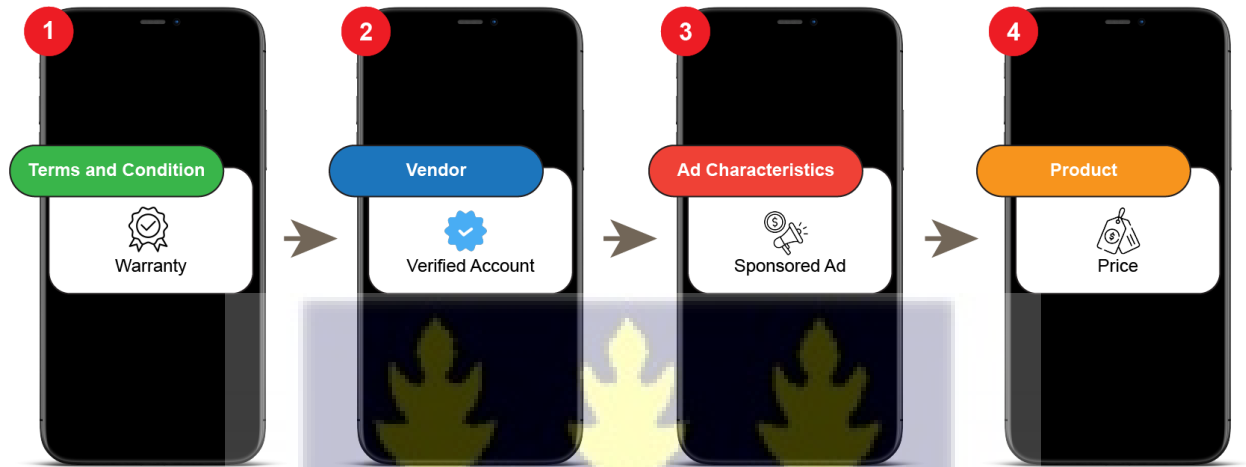 1
Terms and Condition
Warranty
2
Vendor
Verified Account
3
Ad Characteristics
$
Sponsored Ad
4
Product
$
Price